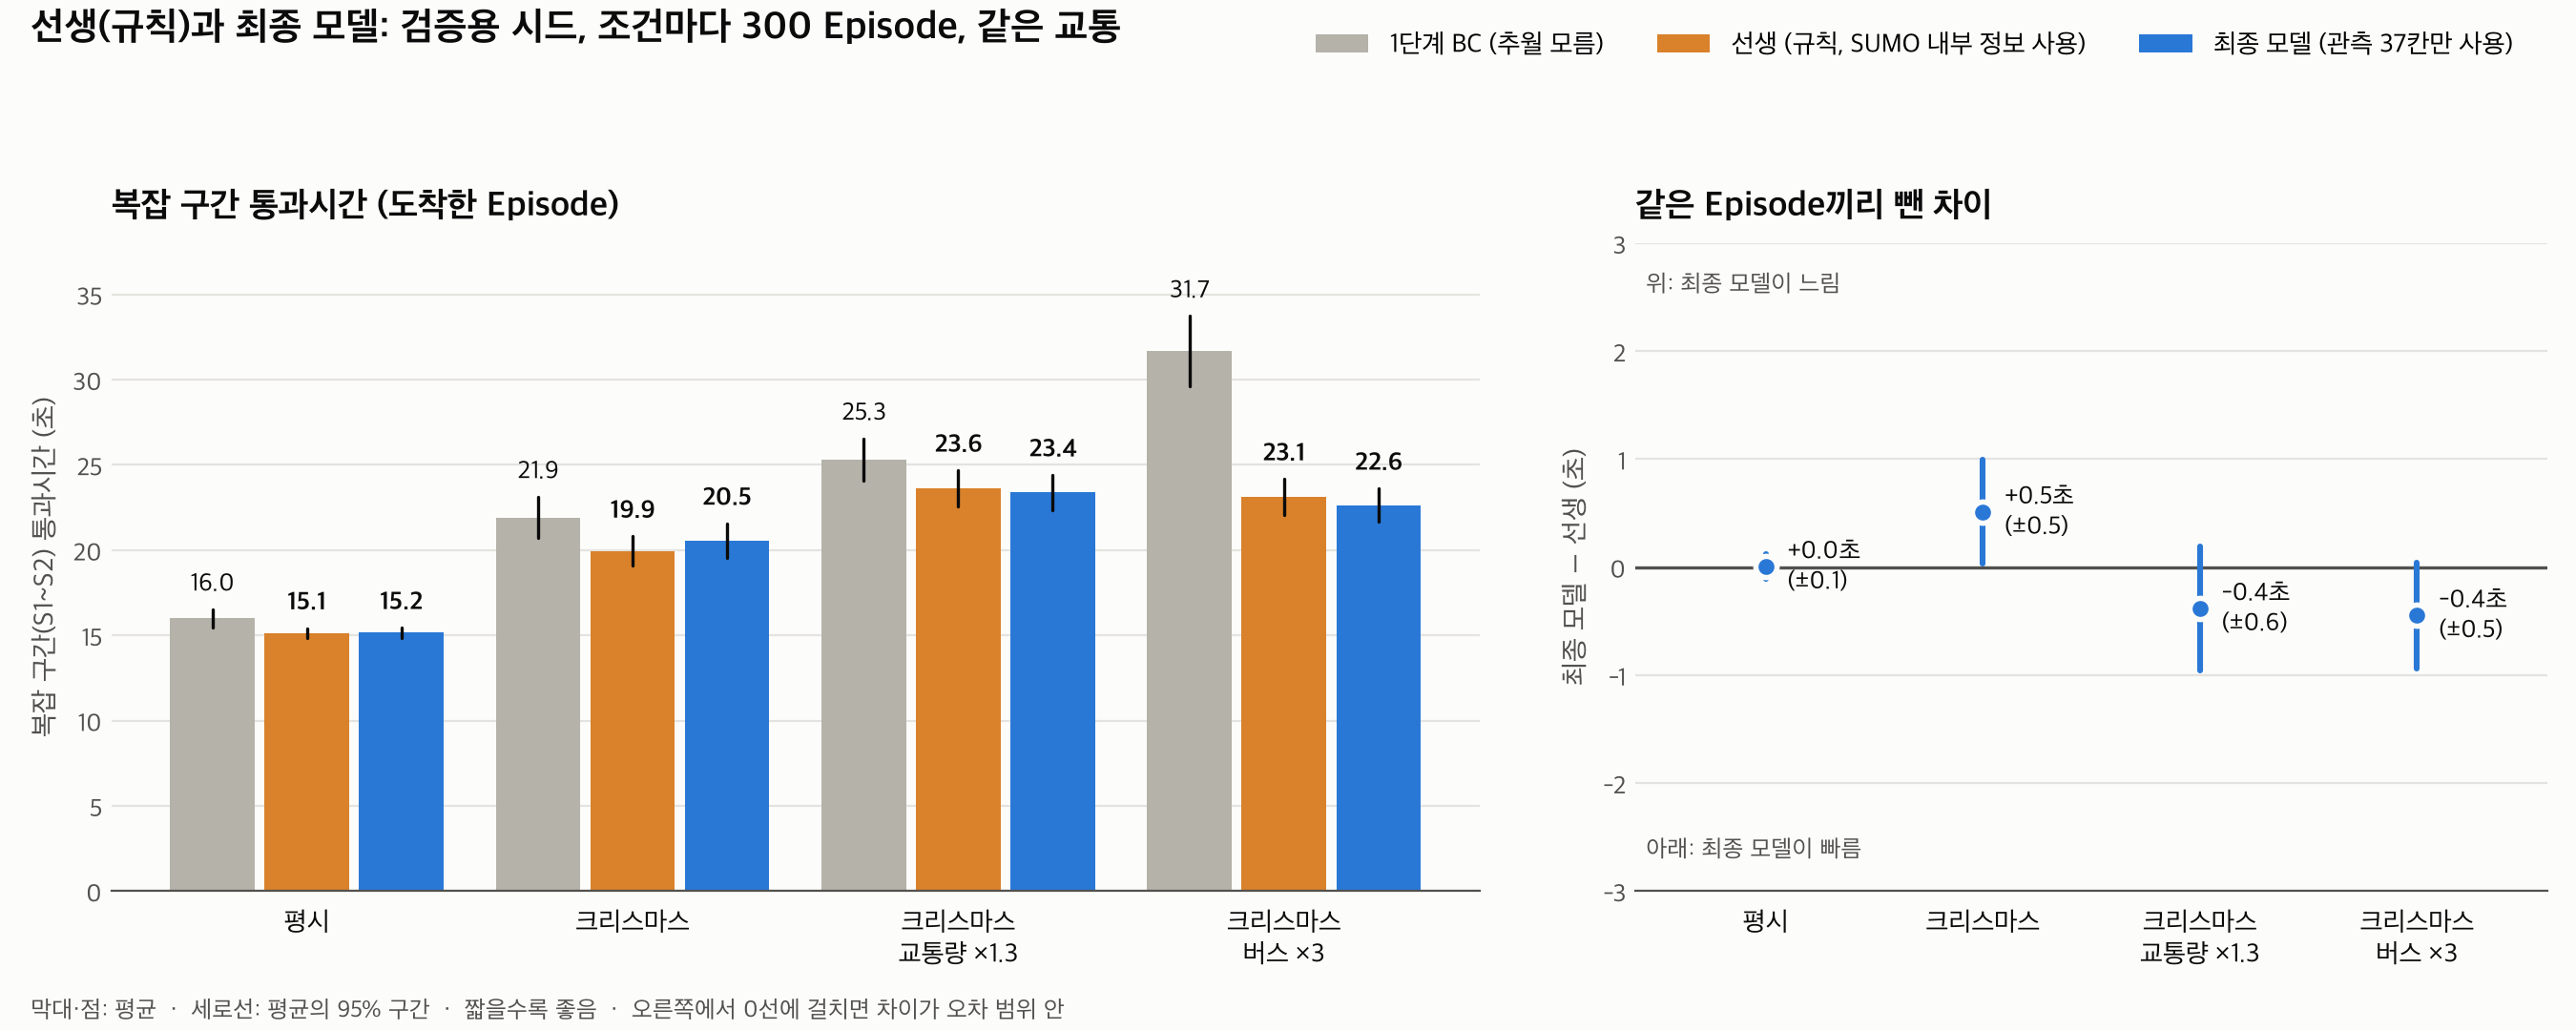 선생(규칙)과 최종 모델: 검증용 시드, 조건마다 300 Episode, 같은 교통
1단계 BC (추월 모름)
선생 (규칙, SUMO 내부 정보 사용)
최종 모델 (관측 37칸만 사용)
복잡 구간 통과시간 (도착한 Episode)
복잡 구간(S1~S2) 통과시간 (초)
35
30
25
20
15
10
5
0
16.0
15.1
15.2
21.9
19.9
20.5
25.3
23.6
23.4
31.7
23.1
22.6
평시
크리스마스
크리스마스
교통량 ×1.3
크리스마스
버스 ×3
같은 Episode끼리 뺀 차이
최종 모델 − 선생 (초)
3
2
1
0
-1
-2
-3
위: 최종 모델이 느림
+0.0초
(±0.1)
+0.5초
(±0.5)
-0.4초
(±0.6)
-0.4초
(±0.5)
아래: 최종 모델이 빠름
평시
크리스마스
크리스마스
교통량 ×1.3
크리스마스
버스 ×3
막대·점: 평균 · 세로선: 평균의 95% 구간 · 짧을수록 좋음 · 오른쪽에서 0선에 걸치면 차이가 오차 범위 안